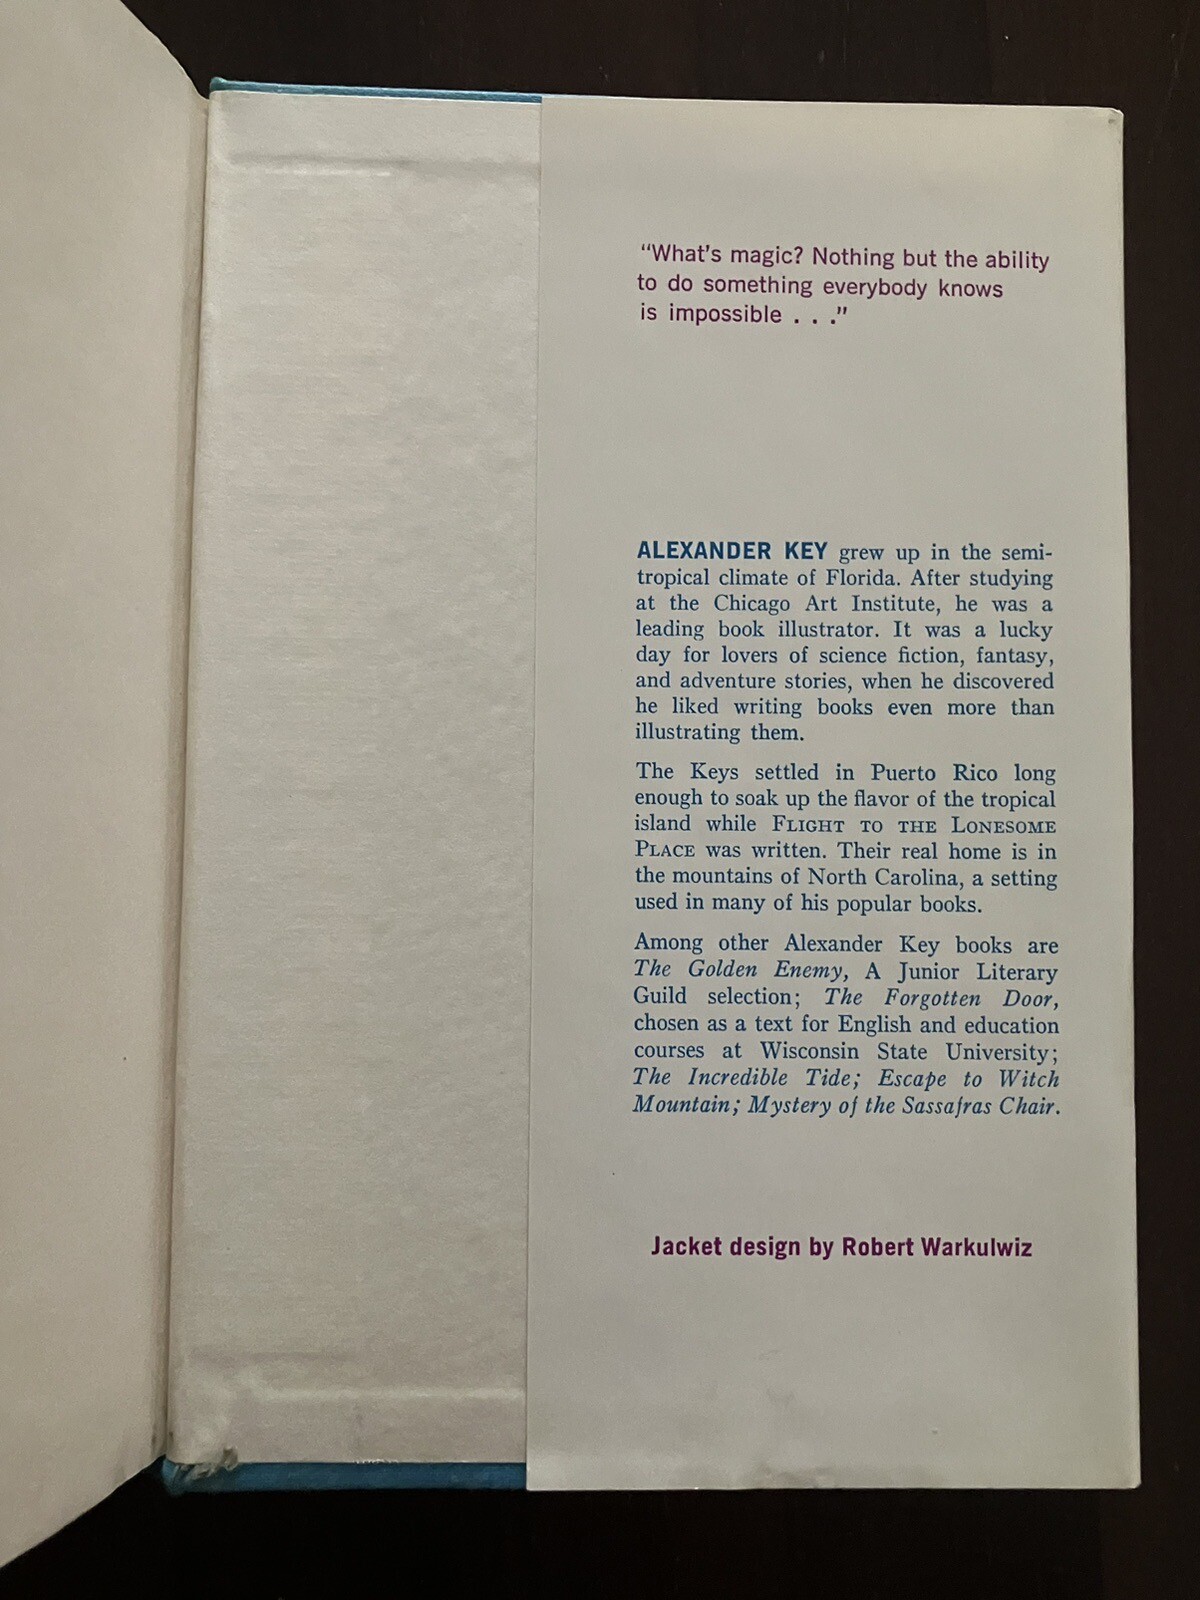 “What’s magic? Nothing but the ability
to do something everybody knows
is impossible . . .”
ALEXANDER KEY grew up in the semi-
tropical climate of Florida. After studying
at the Chicago Art Institute, he was a
leading book illustrator. It was a lucky
day for lovers of science fiction, fantasy,
and adventure stories, when he discovered
he liked writing books even more than
illustrating them.
The Keys settled in Puerto Rico long
enough to soak up the flavor of the tropical
island while FLIGHT TO THE LONESOME
PLACE was written. Their real home is in
the mountains of North Carolina, a setting
used in many of his popular books.
Among other Alexander Key books are
The Golden Enemy, A Junior Literary
Guild selection; The Forgotten Door,
chosen as a text for English and education
courses at Wisconsin State University;
The Incredible Tide; Escape to Witch
Mountain; Mystery of the Sassafras Chair.
Jacket design by Robert Warkulwiz